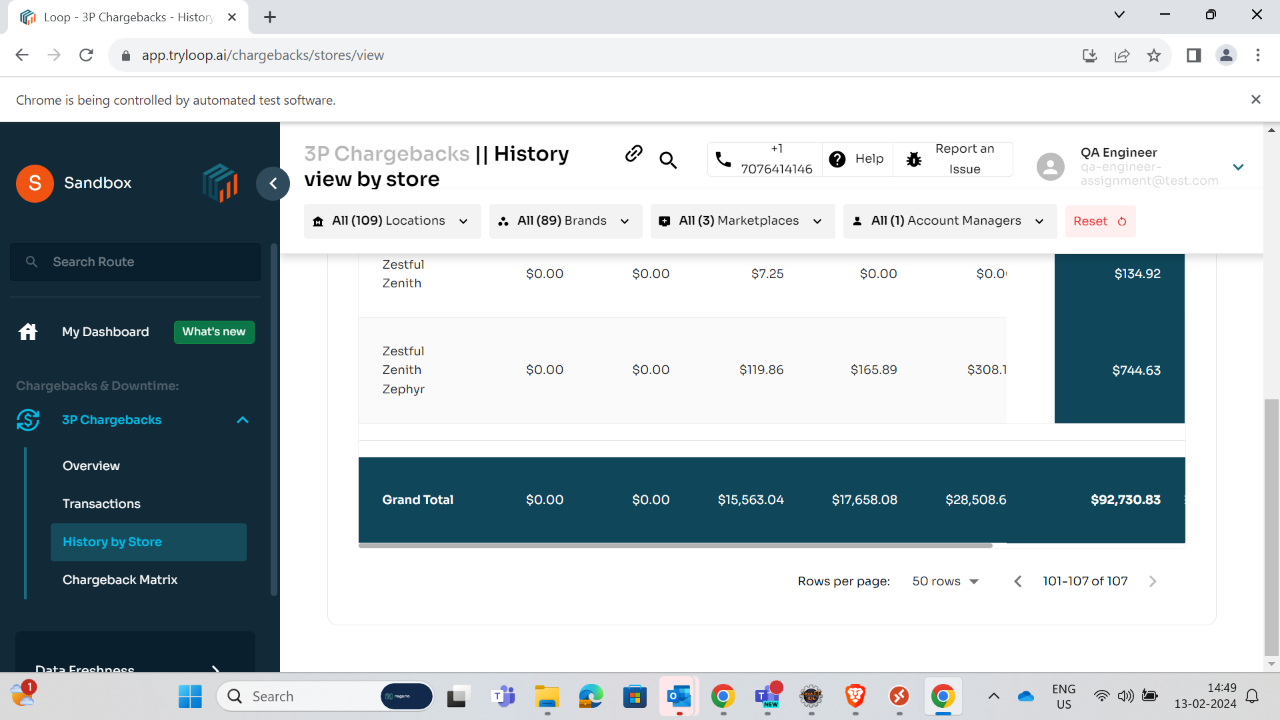 Loop - 3P Chargebacks - History
app.tryloop.ai/chargebacks/stores/view
Chrome is being controlled by automated test software.
S
Sandbox
Search Route
My Dashboard
What's new
Chargebacks & Downtime:
3P Chargebacks
Overview
Transactions
History by Store
Chargeback Matrix
Data Freshness
3P Chargebacks || History
view by store
+1
7076414146
Help
Report an
Issue
QA Engineer
qa-engineer-
assignment@test.com
All (109) Locations
All (89) Brands
All (3) Marketplaces
All (1) Account Managers
Reset
Zestful
Zenith
$0.00 $0.00 $7.25 $0.00 $0.0 $134.92
Zestful
Zenith
Zephyr
$0.00 $0.00 $119.86 $165.89 $308.1 $744.63
Grand Total $0.00 $0.00 $15,563.04 $17,658.08 $28,508.6 $92,730.83
Rows per page: 50 rows 101-107 of 107
1
Search
NEW
ENG
US
14:49
13-02-2024